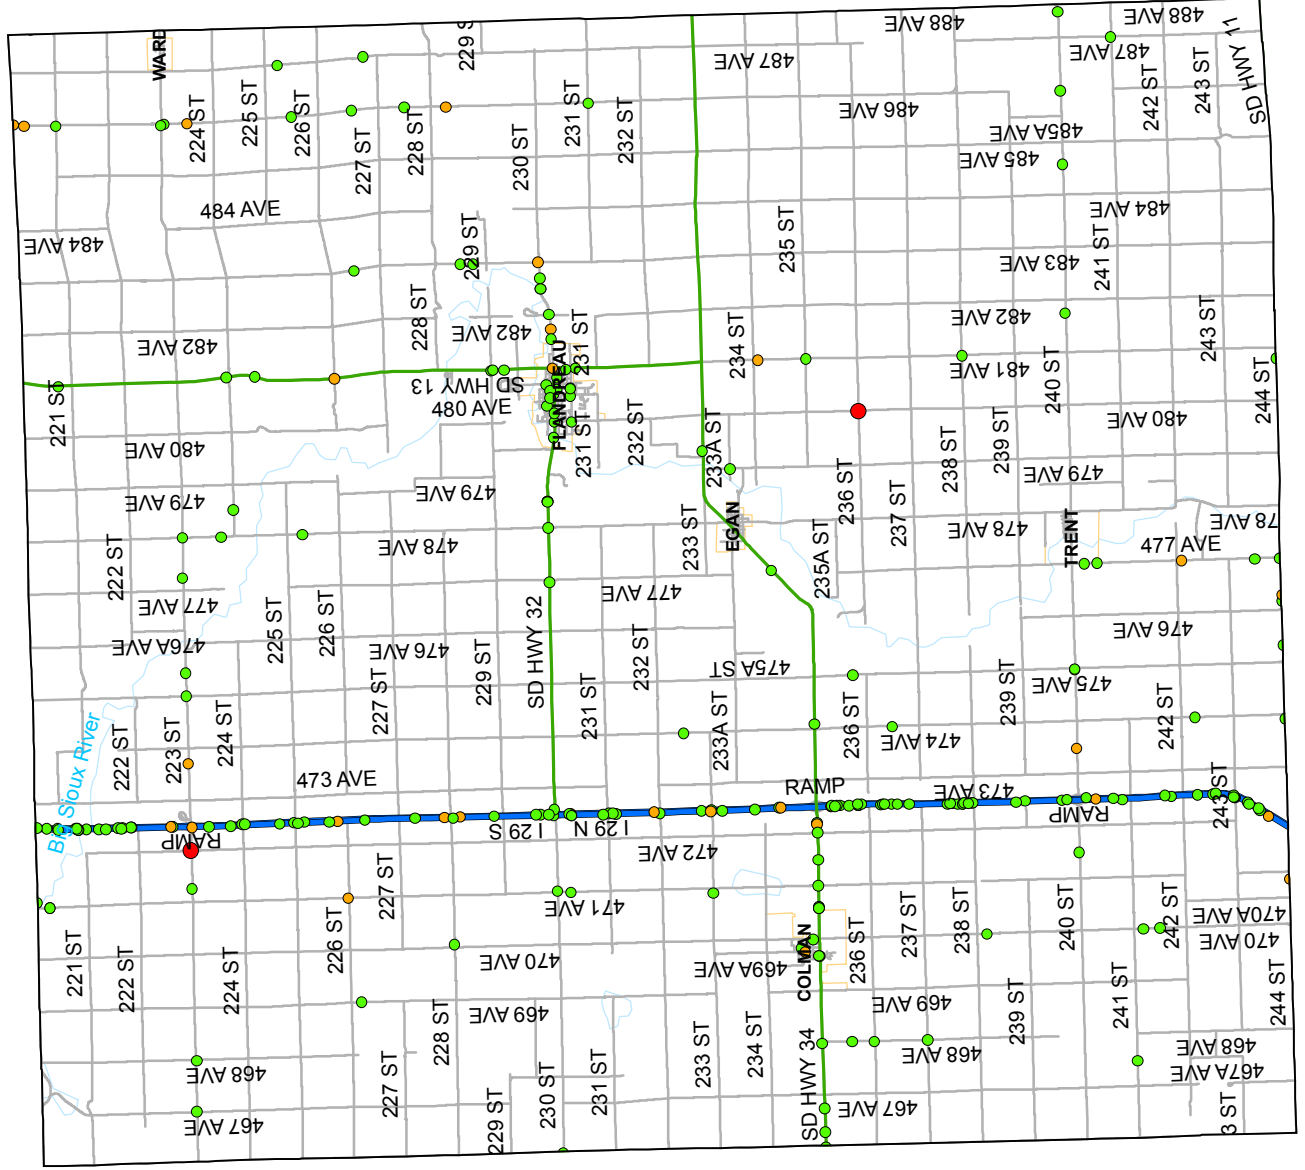 488 AVE
488 AVE
SD HWY 11
WARD
229 S
487 AVE
487 AVE
243 ST
242 ST
225 ST
226 ST
224 ST
231 ST
232 ST
486 AVE
485A AVE
227 ST
228 ST
230 ST
485 AVE
484 AVE
484 AVE
484 AVE
229 ST
235 ST
483 AVE
241 ST
228 ST
482 AVE
482 AVE
482 AVE
231 ST
234 ST
243 ST
481 AVE
240 ST
SD HWY 13
480 AVE
FLANDREAU
221 ST
244 ST
480 AVE
480 AVE
231 ST
232 ST
233A ST
238 ST
239 ST
479 AVE
479 AVE
479 AVE
236 ST
237 ST
478 AVE
478 AVE
78 AVE
EGAN
233 ST
TRENT
477 AVE
222 ST
235A ST
477 AVE
477 AVE
225 ST
226 ST
476A AVE
476 AVE
476 AVE
SD HWY 32
232 ST
229 ST
475A ST
475 AVE
239 ST
227 ST
231 ST
233A ST
236 ST
474 AVE
242 ST
Big Sioux River
222 ST
223 ST
224 ST
473 AVE
RAMP
473 AVE
243 ST
RAMP
I 29 S
I 29 N
RAMP
472 AVE
227 ST
471 AVE
226 ST
237 ST
238 ST
240 ST
242 ST
470A AVE
470 AVE
221 ST
222 ST
224 ST
470 AVE
469A AVE
COLMAN
236 ST
469 AVE
469 AVE
228 ST
239 ST
241 ST
244 ST
468 AVE
227 ST
233 ST
234 ST
SD HWY 34
468 AVE
468 AVE
467A AVE
467 AVE
229 ST
230 ST
231 ST
467 AVE
3 ST